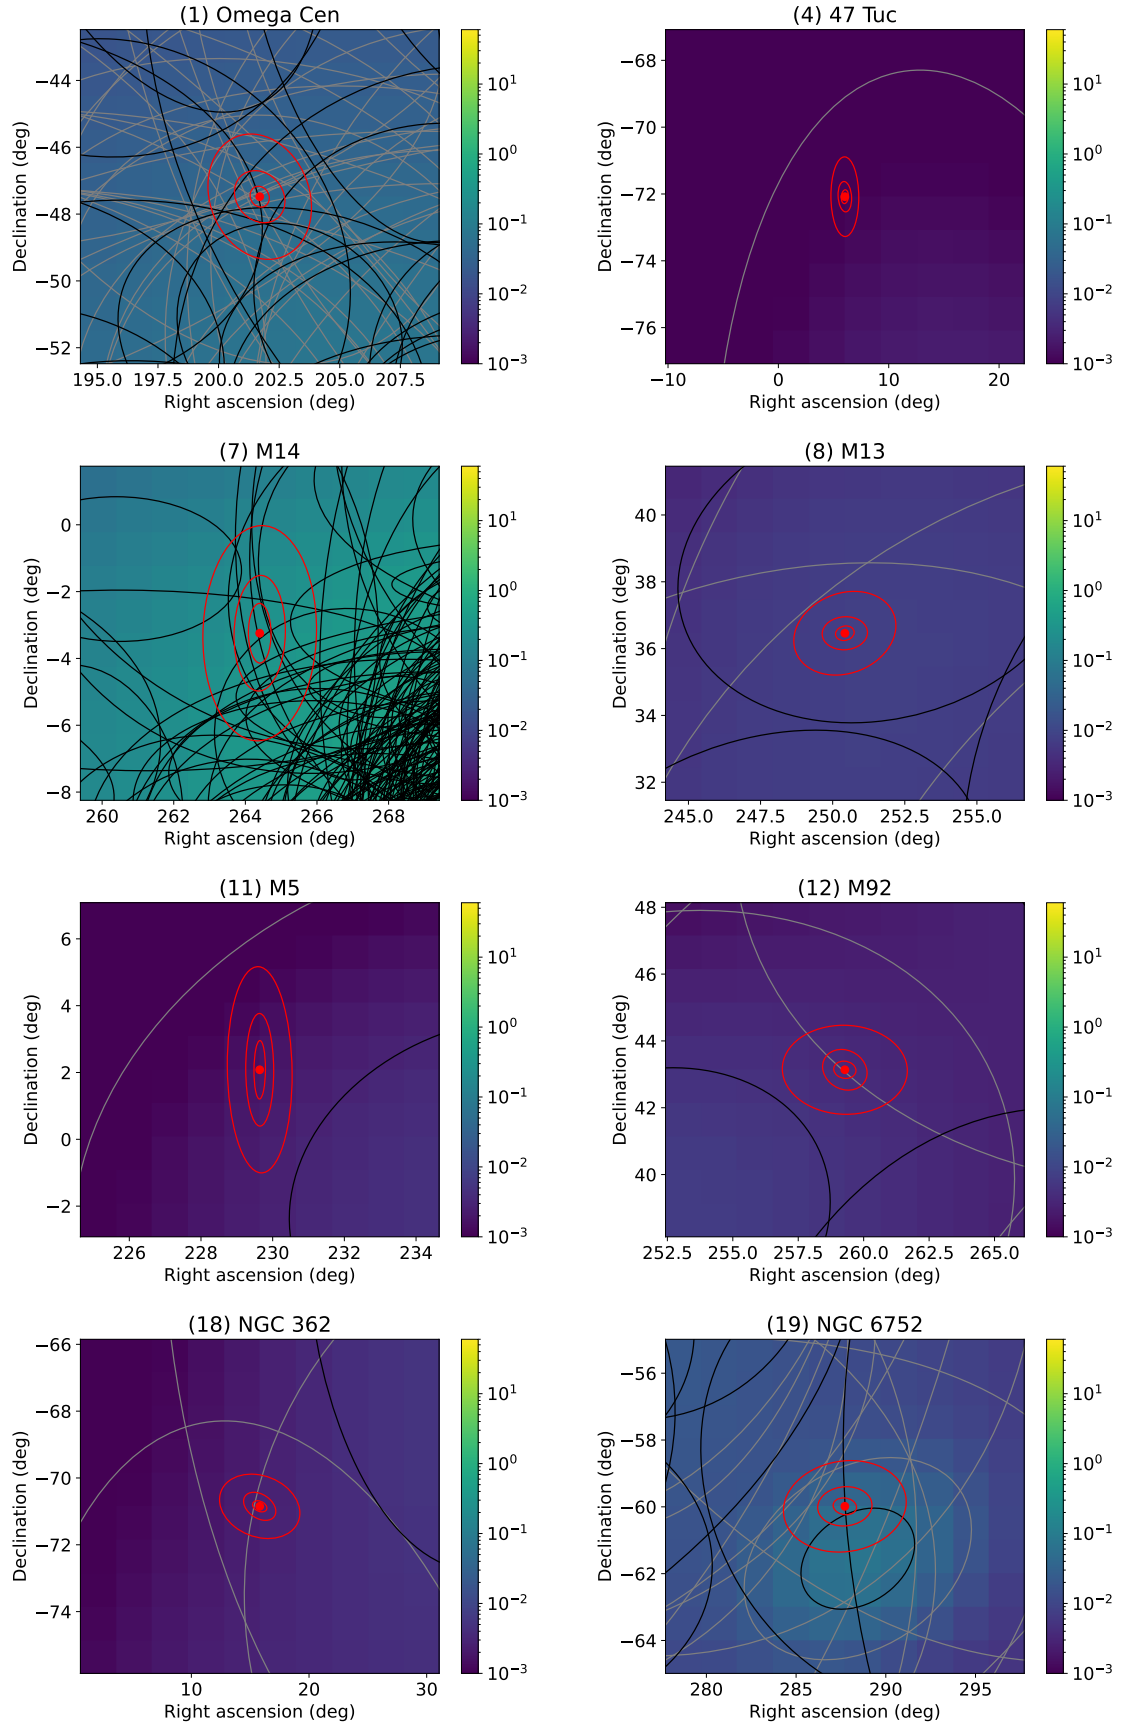 (1) Omega Cen
−44
−46
−48
−50
−52
Declination (deg)
195.0 197.5 200.0 202.5 205.0 207.5
Right ascension (deg)
10¹
10⁰
10⁻¹
10⁻²
10⁻³
(4) 47 Tuc
−68
−70
−72
−74
−76
Declination (deg)
−10 0 10 20
Right ascension (deg)
10¹
10⁰
10⁻¹
10⁻²
10⁻³
(7) M14
0
−2
−4
−6
−8
Declination (deg)
260 262 264 266 268
Right ascension (deg)
10¹
10⁰
10⁻¹
10⁻²
10⁻³
(8) M13
40
38
36
34
32
Declination (deg)
245.0 247.5 250.0 252.5 255.0
Right ascension (deg)
10¹
10⁰
10⁻¹
10⁻²
10⁻³
(11) M5
6
4
2
0
−2
Declination (deg)
226 228 230 232 234
Right ascension (deg)
10¹
10⁰
10⁻¹
10⁻²
10⁻³
(12) M92
48
46
44
42
40
Declination (deg)
252.5 255.0 257.5 260.0 262.5 265.0
Right ascension (deg)
10¹
10⁰
10⁻¹
10⁻²
10⁻³
(18) NGC 362
−66
−68
−70
−72
−74
Declination (deg)
10 20 30
Right ascension (deg)
10¹
10⁰
10⁻¹
10⁻²
10⁻³
(19) NGC 6752
−56
−58
−60
−62
−64
Declination (deg)
280 285 290 295
Right ascension (deg)
10¹
10⁰
10⁻¹
10⁻²
10⁻³